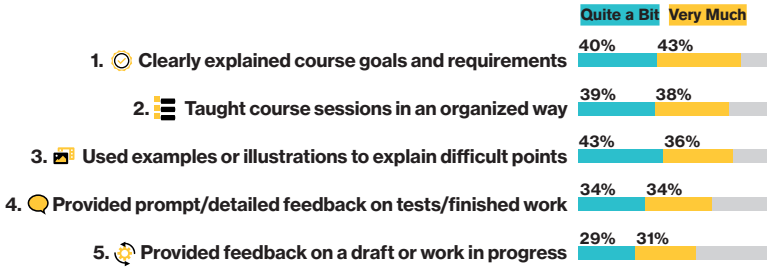 Quite a Bit Very Much
40% 43%
1. Clearly explained course goals and requirements
39% 38%
2. Taught course sessions in an organized way
43% 36%
3. Used examples or illustrations to explain difficult points
34% 34%
4. Provided prompt/detailed feedback on tests/finished work
29% 31%
5. Provided feedback on a draft or work in progress